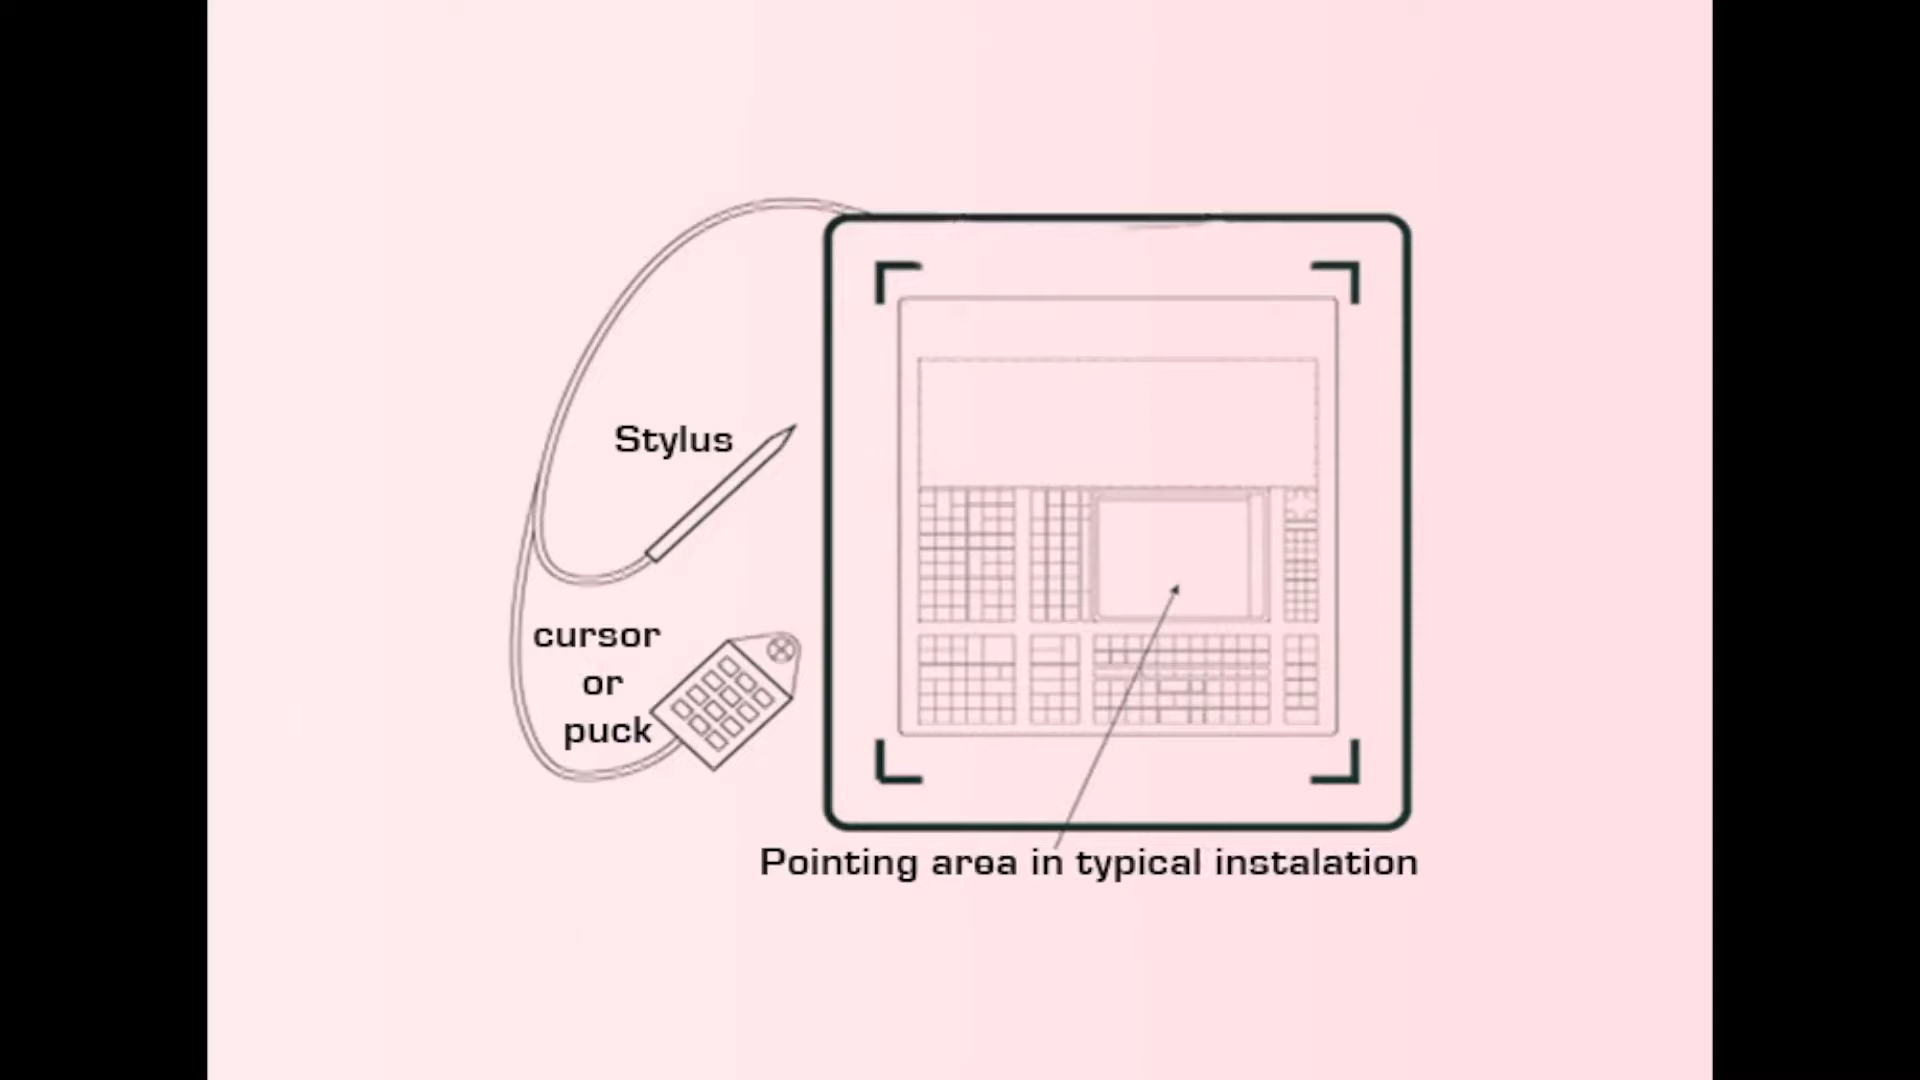 Stylus
cursor
or
puck
Pointing area in typical instalation